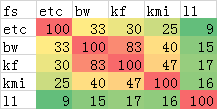 fs etc bw kf kmi l1
etc 100 33 30 25 9
bw 33 100 83 40 15
kf 30 83 100 47 17
kmi 25 40 47 100 16
l1 9 15 17 16 100